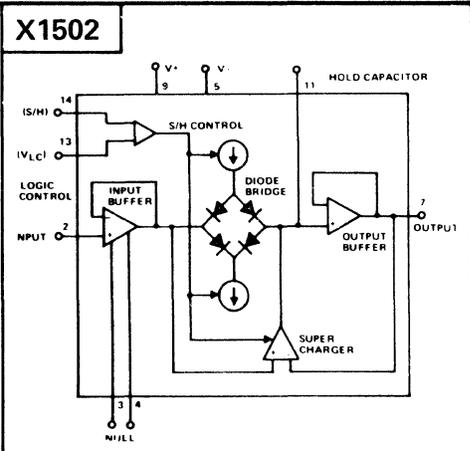 X1502
V+
V-
9
5
11
HOLD CAPACITOR
14
(S/H)
S/H CONTROL
13
(VLC)
LOGIC
CONTROL
INPUT
BUFFER
DIODE
BRIDGE
2
NPUT
7
OUTPUT
OUTPUT
BUFFER
SUPER
CHARGER
3
4
NULL